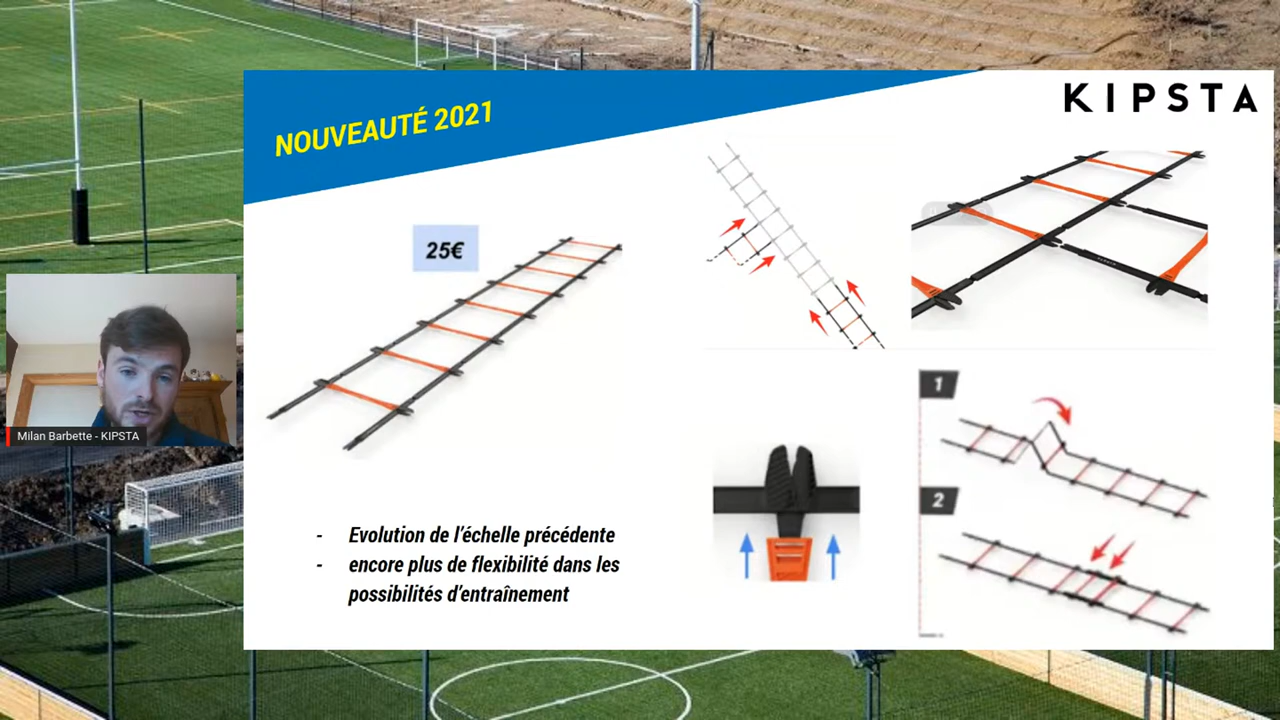 NOUVEAUTÉ 2021
KIPSTA
25€
1
2
- Evolution de l'échelle précédente
- encore plus de flexibilité dans les
possibilités d'entraînement
Milan Barbette - KIPSTA